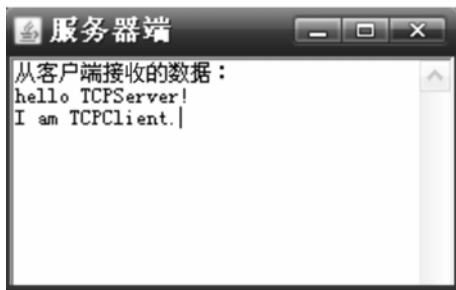 服务器端
从客户端接收的数据：
hello TCPServer!
I am TCPClient.